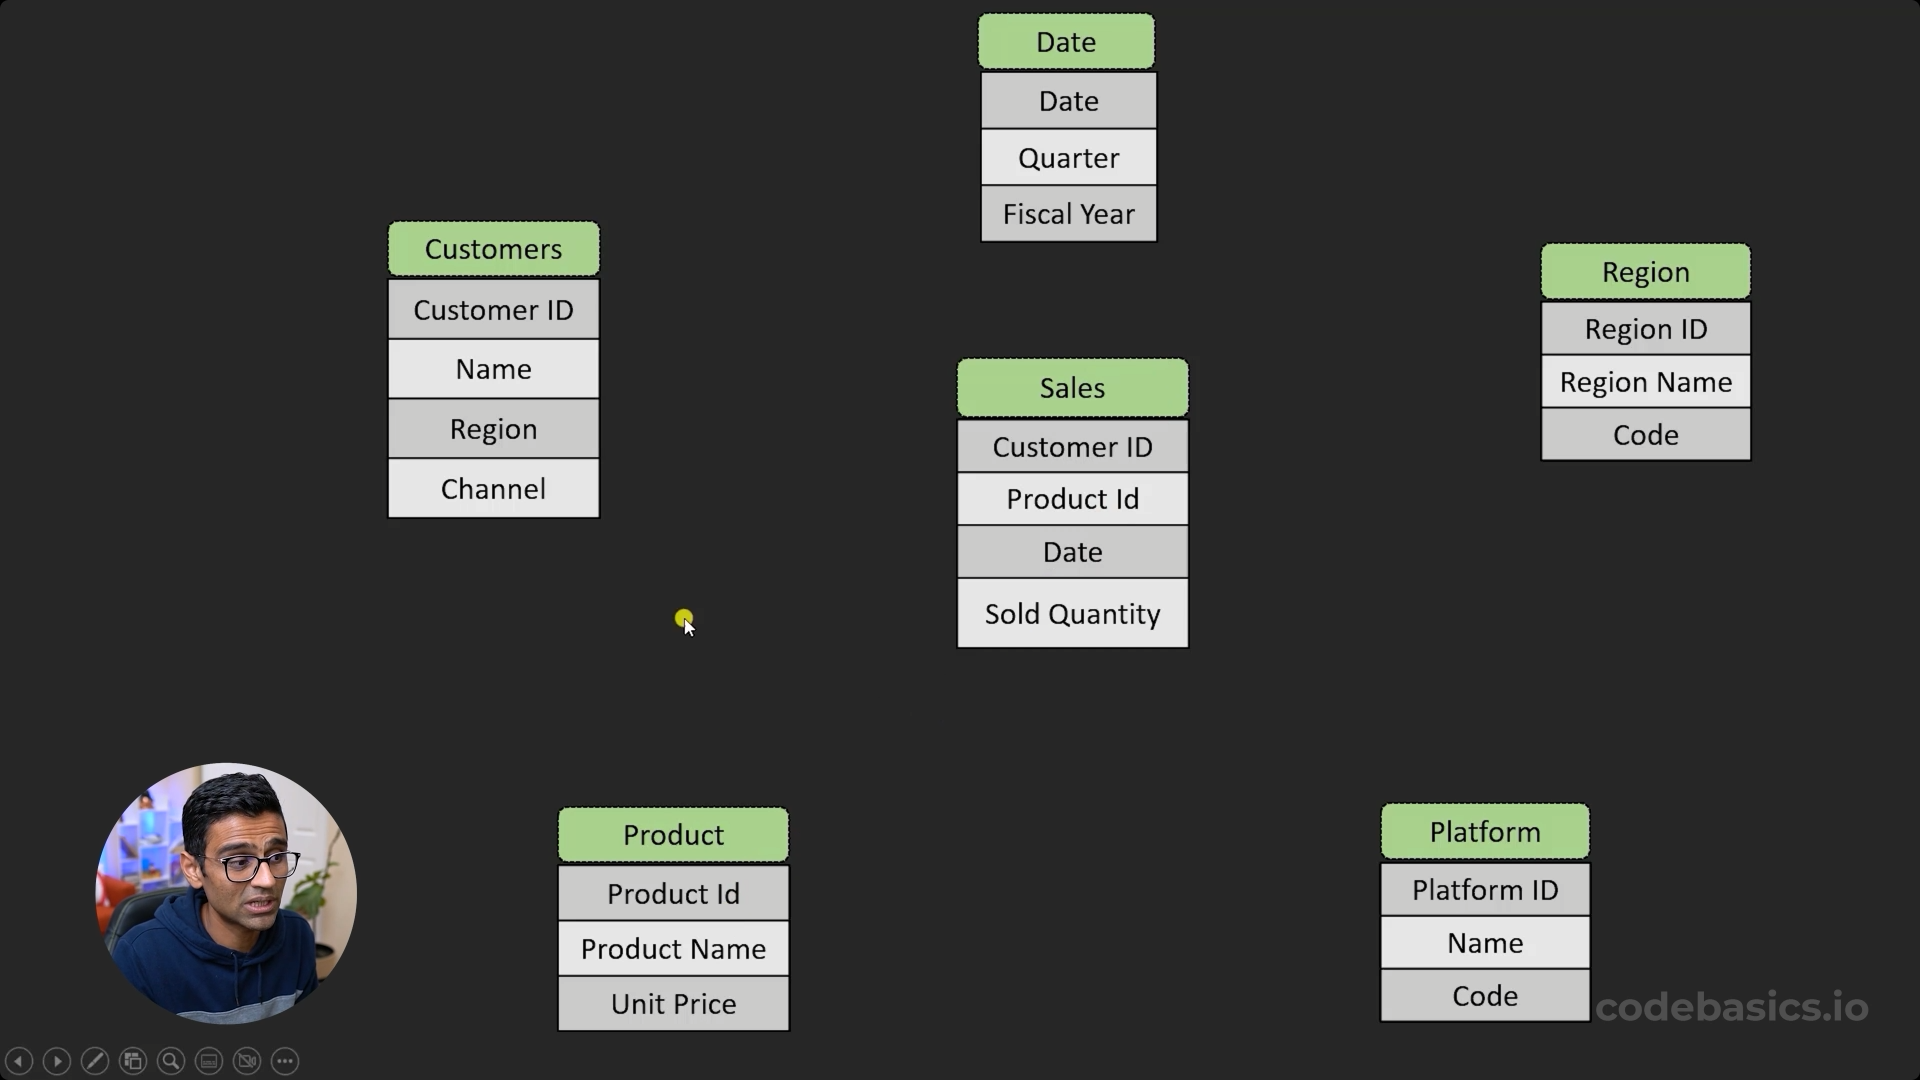 Date
Date
Quarter
Fiscal Year
Customers
Customer ID
Name
Region
Channel
Sales
Customer ID
Product Id
Date
Sold Quantity
Region
Region ID
Region Name
Code
Product
Product Id
Product Name
Unit Price
Platform
Platform ID
Name
Code
codebasics.io